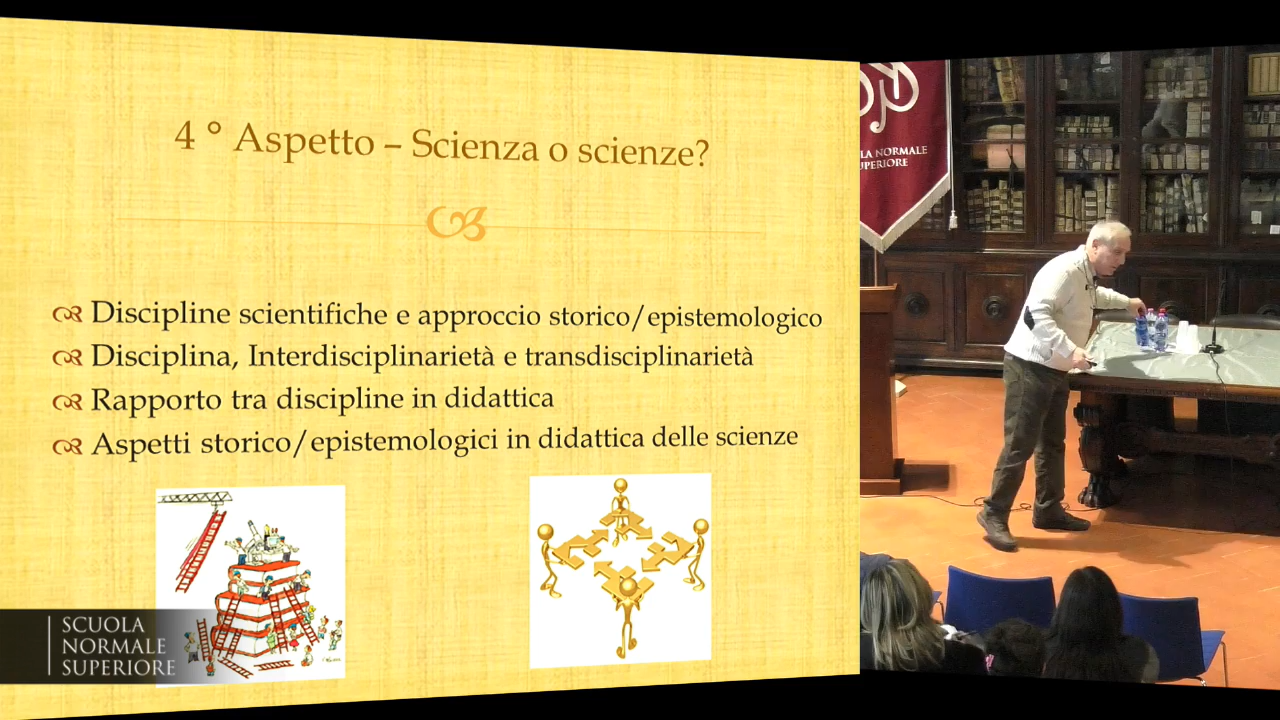 4 ° Aspetto – Scienza o scienze?
Discipline scientifiche e approccio storico/epistemologico
Disciplina, Interdisciplinarietà e transdisciplinarietà
Rapporto tra discipline in didattica
Aspetti storico/epistemologici in didattica delle scienze
SCUOLA
NORMALE
SUPERIORE
LA NORMALE
PERIORE